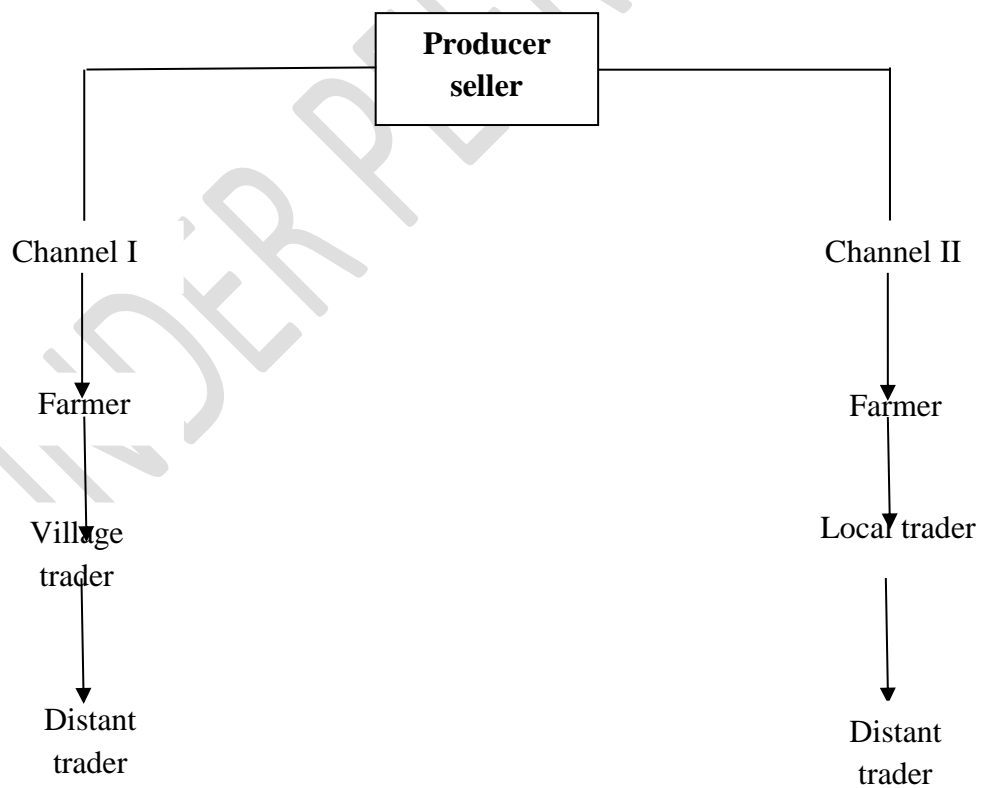 Producer
seller
Channel I
Channel II
Farmer
Farmer
Village
trader
Local trader
Distant
trader
Distant
trader